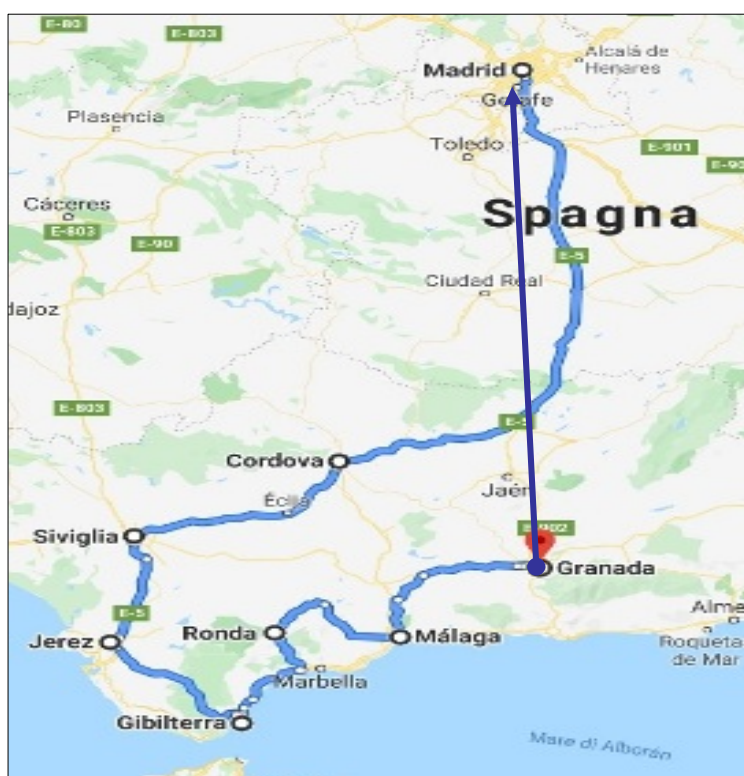 E-80
E-803
Madrid
Alcalá de
Henares
Getafe
Plasencia
Toledo
E-901
E-90
Cáceres
E-803
E-90
Spagna
E-5
Ciudad Real
dajoz
E-803
E-5
Cordova
Jaén
Écija
E-902
Siviglia
Granada
E-5
Alme
Jerez
Ronda
Málaga
Roqueta
de Mar
Marbella
Gibilterra
Mare di Alborán